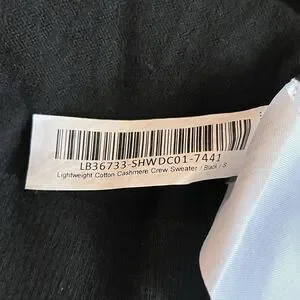 LB36733-SHWDC01-7441
Lightweight Cotton Cashmere Crew Sweater / Black / S